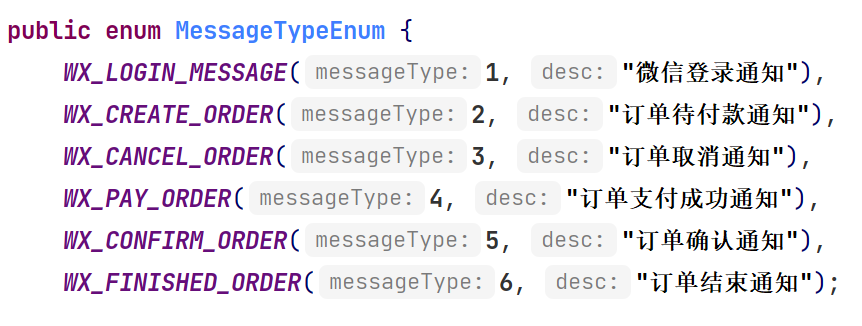 public enum MessageTypeEnum {
WX_LOGIN_MESSAGE( messageType: 1, desc: "微信登录通知"),
WX_CREATE_ORDER( messageType: 2, desc: "订单待付款通知"),
WX_CANCEL_ORDER( messageType: 3, desc: "订单取消通知"),
WX_PAY_ORDER( messageType: 4, desc: "订单支付成功通知"),
WX_CONFIRM_ORDER( messageType: 5, desc: "订单确认通知"),
WX_FINISHED_ORDER( messageType: 6, desc: "订单结束通知");